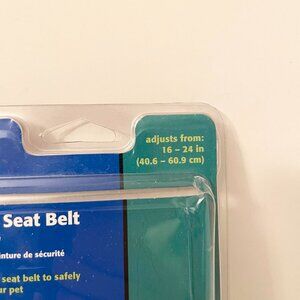 adjusts from:
16 – 24 in
(40.6 – 60.9 cm)
Seat Belt
inture de sécurité
seat belt to safely
ur pet